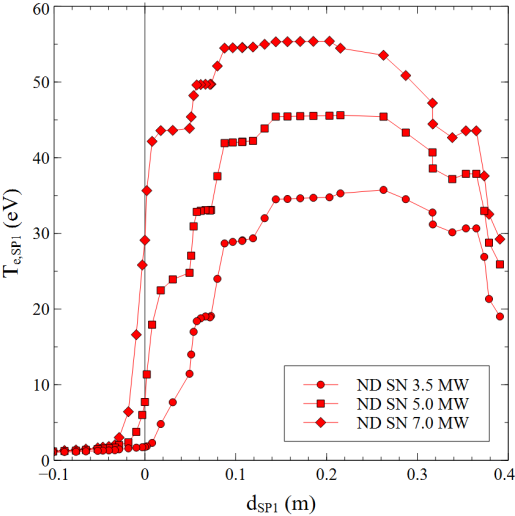 60
50
40
30
20
10
0
T_e,SP1 (eV)
−0.1
0
0.1
0.2
0.3
0.4
d_SP1 (m)
ND SN 3.5 MW
ND SN 5.0 MW
ND SN 7.0 MW